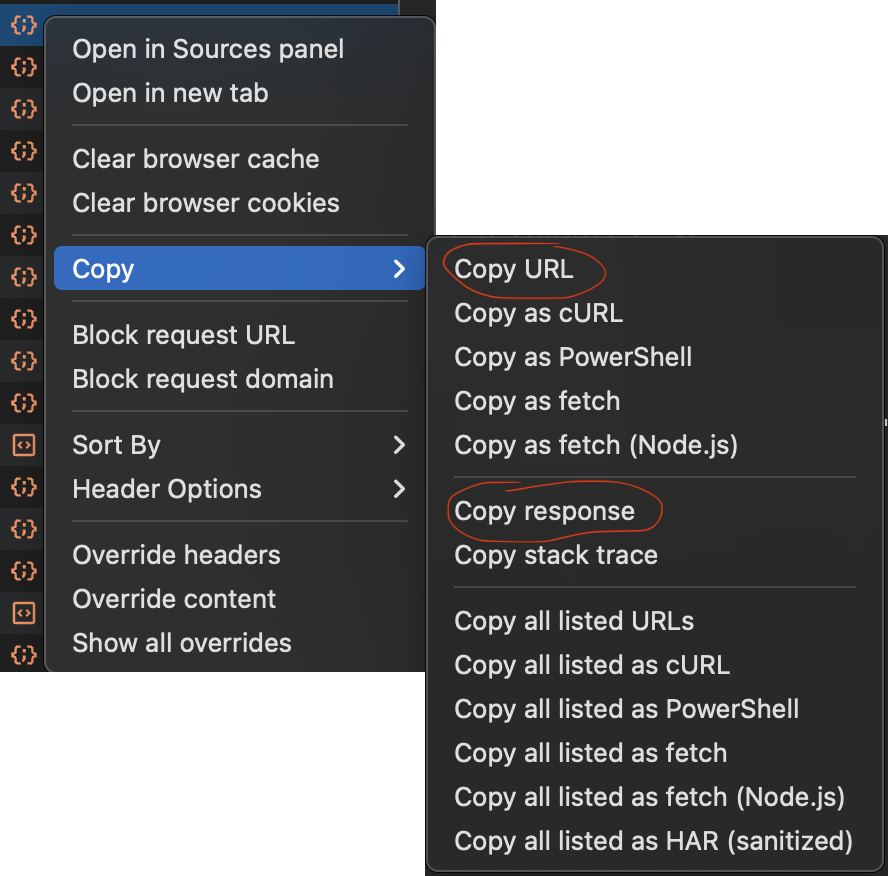 Open in Sources panel
Open in new tab
Clear browser cache
Clear browser cookies
Copy
Block request URL
Block request domain
Sort By
Header Options
Override headers
Override content
Show all overrides
Copy URL
Copy as cURL
Copy as PowerShell
Copy as fetch
Copy as fetch (Node.js)
Copy response
Copy stack trace
Copy all listed URLs
Copy all listed as cURL
Copy all listed as PowerShell
Copy all listed as fetch
Copy all listed as fetch (Node.js)
Copy all listed as HAR (sanitized)